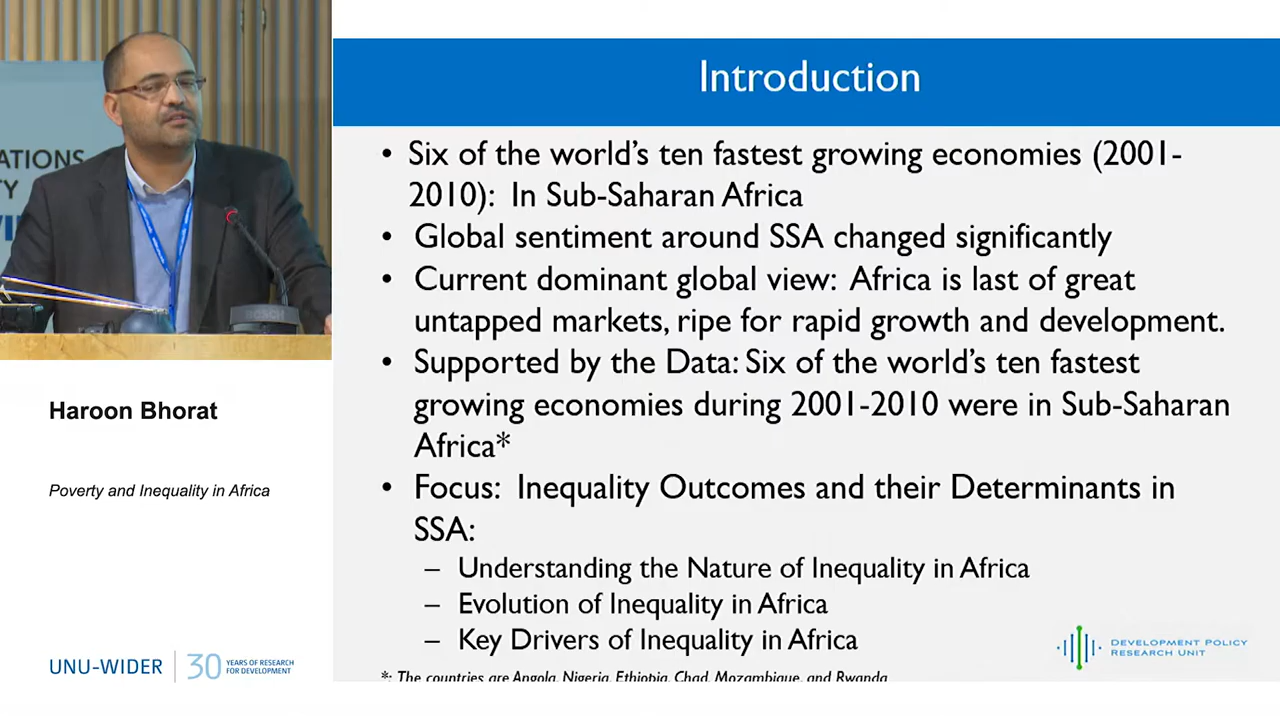 ATIONS
TY
BOSCH
Haroon Bhorat
Poverty and Inequality in Africa
UNU-WIDER
30 YEARS OF RESEARCH
FOR DEVELOPMENT
Introduction
• Six of the world's ten fastest growing economies (2001-
2010): In Sub-Saharan Africa
• Global sentiment around SSA changed significantly
• Current dominant global view: Africa is last of great
untapped markets, ripe for rapid growth and development.
• Supported by the Data: Six of the world's ten fastest
growing economies during 2001-2010 were in Sub-Saharan
Africa*
• Focus: Inequality Outcomes and their Determinants in
SSA:
– Understanding the Nature of Inequality in Africa
– Evolution of Inequality in Africa
– Key Drivers of Inequality in Africa
*: The countries are Angola, Nigeria, Ethiopia, Chad, Mozambique, and Rwanda
DEVELOPMENT POLICY
RESEARCH UNIT